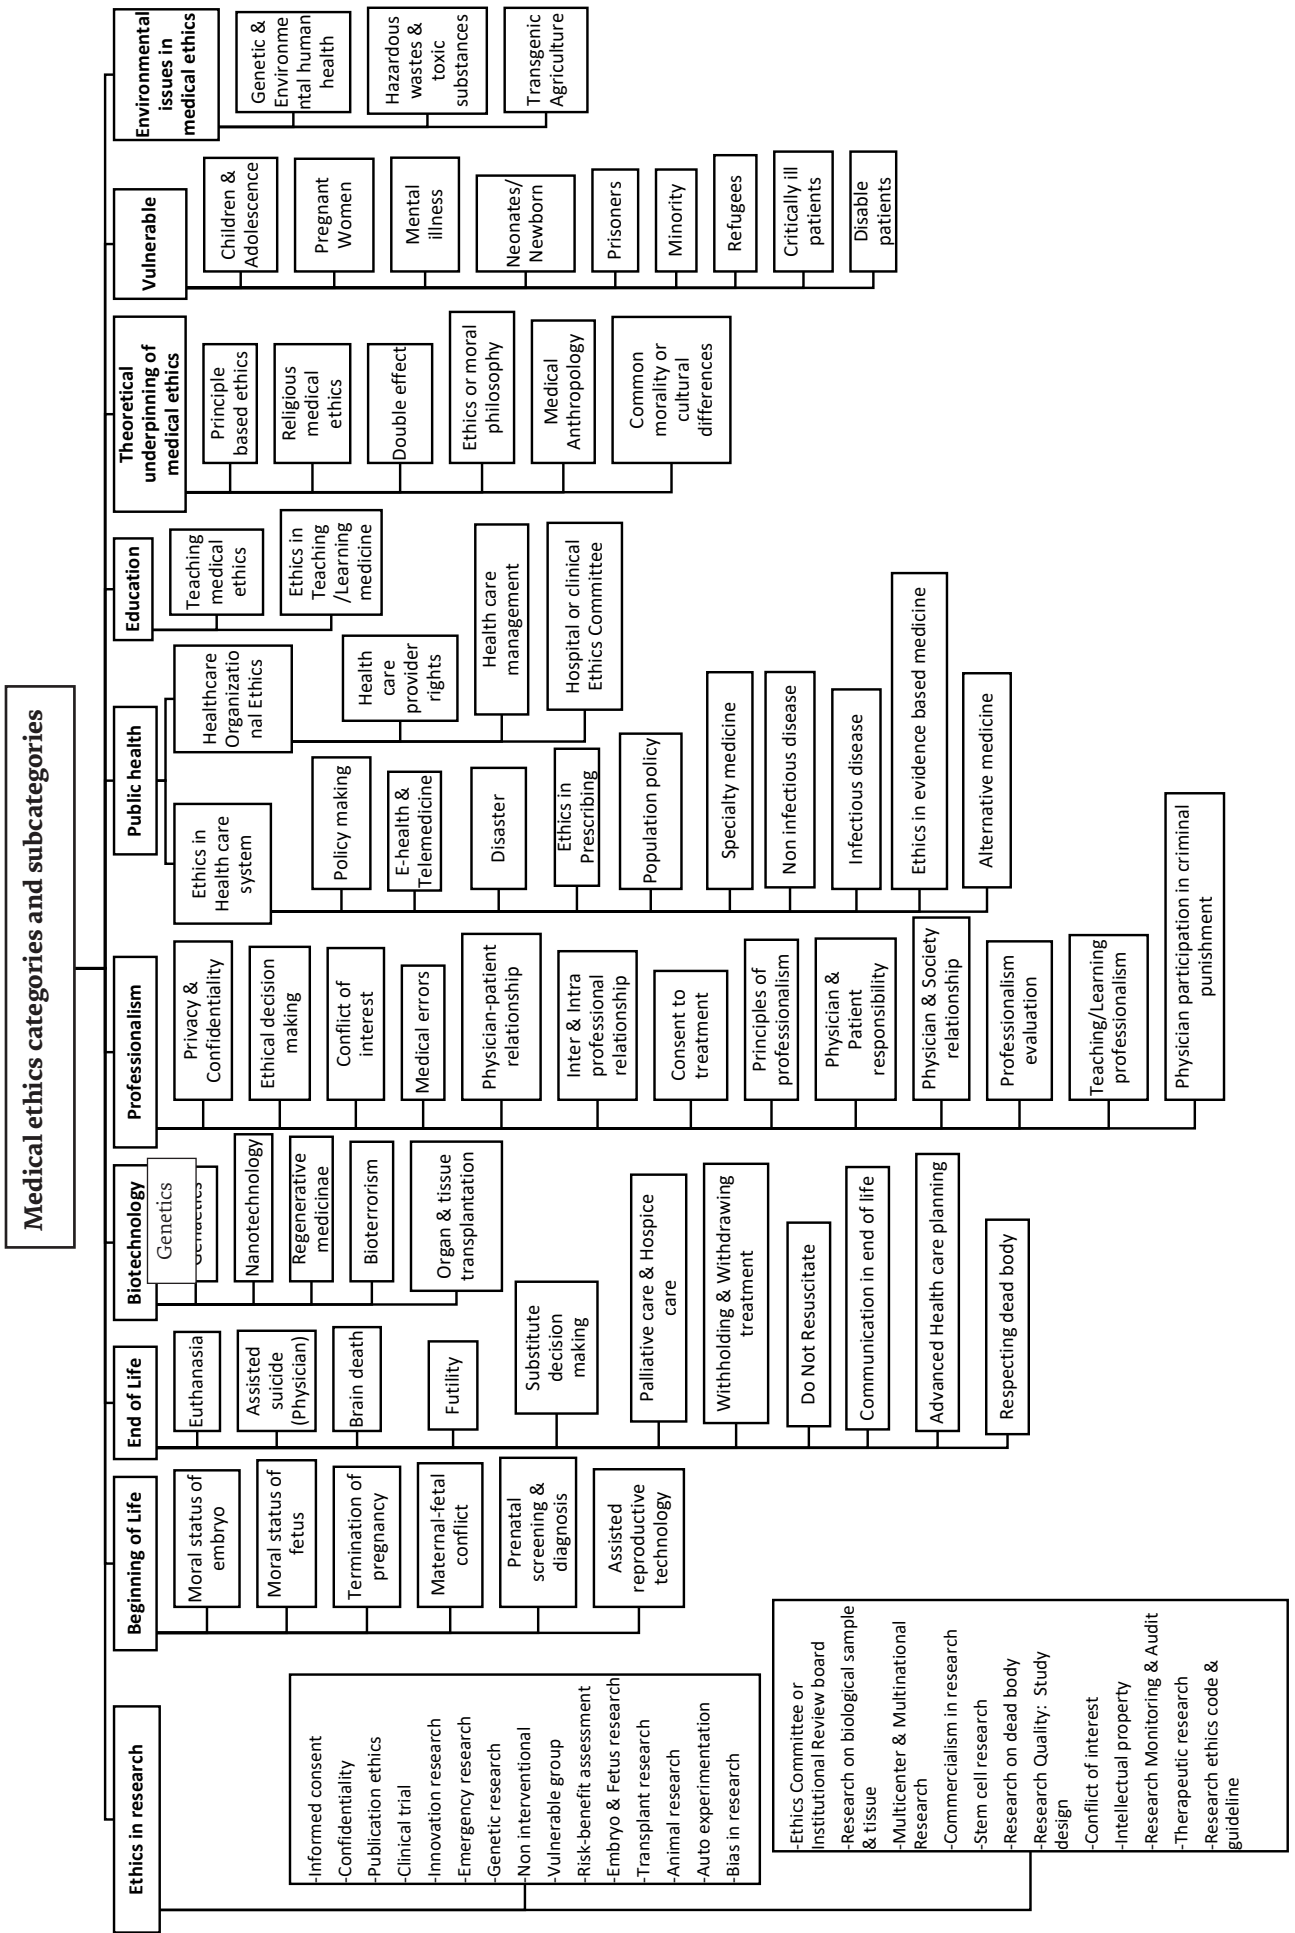 Medical ethics categories and subcategories
Ethics in research
-Informed consent
-Confidentiality
-Publication ethics
-Clinical trial
-Innovation research
-Emergency research
-Genetic research
-Non interventional
-Vulnerable group
-Risk-benefit assessment
-Embryo & Fetus research
-Transplant research
-Animal research
-Auto experimentation
-Bias in research
-Ethics Committee or
Institutional Review board
-Research on biological sample
& tissue
-Multicenter & Multinational
Research
-Commercialism in research
-Stem cell research
-Research on dead body
-Research Quality: Study
design
-Conflict of interest
-Intellectual property
-Research Monitoring & Audit
-Therapeutic research
-Research ethics code &
guideline
Beginning of Life
Moral status of
embryo
Moral status of
fetus
Termination of
pregnancy
Maternal-fetal
conflict
Prenatal
screening &
diagnosis
Assisted
reproductive
technology
End of Life
Euthanasia
Assisted
suicide
(Physician)
Brain death
Futility
Substitute
decision
making
Palliative care & Hospice
care
Withholding & Withdrawing
treatment
Do Not Resuscitate
Communication in end of life
Advanced Health care planning
Respecting dead body
Biotechnology
Genetics
Nanotechnology
Regenerative
medicinae
Bioterrorism
Organ & tissue
transplantation
Professionalism
Privacy &
Confidentiality
Ethical decision
making
Conflict of
interest
Medical errors
Physician-patient
relationship
Inter & Intra
professional
relationship
Consent to
treatment
Principles of
professionalism
Physician &
Patient
responsibility
Physician & Society
relationship
Professionalism
evaluation
Teaching/Learning
professionalism
Physician participation in criminal
punishment
Public health
Ethics in
Health care
system
Policy making
E-health &
Telemedicine
Disaster
Ethics in
Prescribing
Population policy
Specialty medicine
Non infectious disease
Infectious disease
Ethics in evidence based medicine
Alternative medicine
Healthcare
Organizatio
nal Ethics
Health
care
provider
rights
Health care
management
Hospital or clinical
Ethics Committee
Education
Teaching
medical
ethics
Ethics in
Teaching
/Learning
medicine
Theoretical
underpinning of
medical ethics
Principle
based ethics
Religious
medical
ethics
Double effect
Ethics or moral
philosophy
Medical
Anthropology
Common
morality or
cultural
differences
Vulnerable
Children &
Adolescence
Pregnant
Women
Mental
illness
Neonates/
Newborn
Prisoners
Minority
Refugees
Critically ill
patients
Disable
patients
Environmental
issues in
medical ethics
Genetic &
Environme
ntal human
health
Hazardous
wastes &
toxic
substances
Transgenic
Agriculture